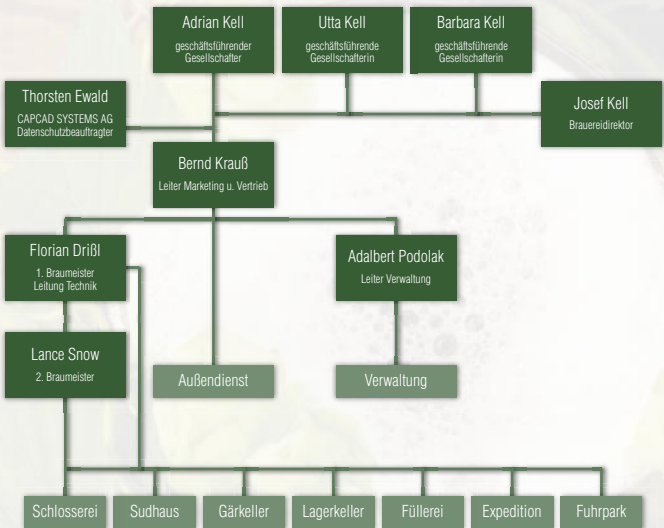 Adrian Kell
geschäftsführender
Gesellschafter
Utta Kell
geschäftsführende
Gesellschafterin
Barbara Kell
geschäftsführende
Gesellschafterin
Thorsten Ewald
CAPCAD SYSTEMS AG
Datenschutzbeauftragter
Josef Kell
Brauereidirektor
Bernd Krauß
Leiter Marketing u. Vertrieb
Florian Drißl
1. Braumeister
Leitung Technik
Adalbert Podolak
Leiter Verwaltung
Lance Snow
2. Braumeister
Außendienst
Verwaltung
Schlosserei
Sudhaus
Gärkeller
Lagerkeller
Füllerei
Expedition
Fuhrpark